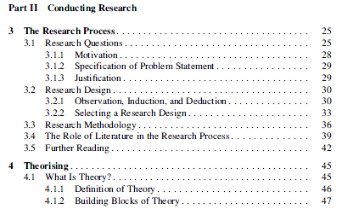 Part II Conducting Research
3 The Research Process. . . . . . . . . . . . . . . . . . . . . . . . . . . . . . 25
3.1 Research Questions . . . . . . . . . . . . . . . . . . . . . . . . . . . . 25
3.1.1 Motivation . . . . . . . . . . . . . . . . . . . . . . . . . . . . . 28
3.1.2 Specification of Problem Statement . . . . . . . . . . . . 29
3.1.3 Justification . . . . . . . . . . . . . . . . . . . . . . . . . . . . 29
3.2 Research Design . . . . . . . . . . . . . . . . . . . . . . . . . . . . . . 30
3.2.1 Observation, Induction, and Deduction . . . . . . . . . . 30
3.2.2 Selecting a Research Design . . . . . . . . . . . . . . . . . 33
3.3 Research Methodology . . . . . . . . . . . . . . . . . . . . . . . . . . 36
3.4 The Role of Literature in the Research Process . . . . . . . . . . 39
3.5 Further Reading . . . . . . . . . . . . . . . . . . . . . . . . . . . . . . 42
4 Theorising . . . . . . . . . . . . . . . . . . . . . . . . . . . . . . . . . . . . . 45
4.1 What Is Theory? . . . . . . . . . . . . . . . . . . . . . . . . . . . . . . 45
4.1.1 Definition of Theory . . . . . . . . . . . . . . . . . . . . . . . 46
4.1.2 Building Blocks of Theory . . . . . . . . . . . . . . . . . . . 47